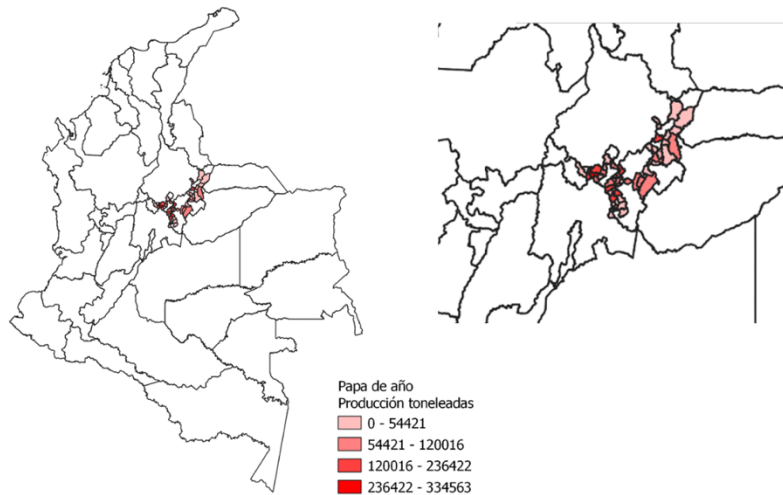 Papa de año
Producción toneleadas
0 - 54421
54421 - 120016
120016 - 236422
236422 - 334563